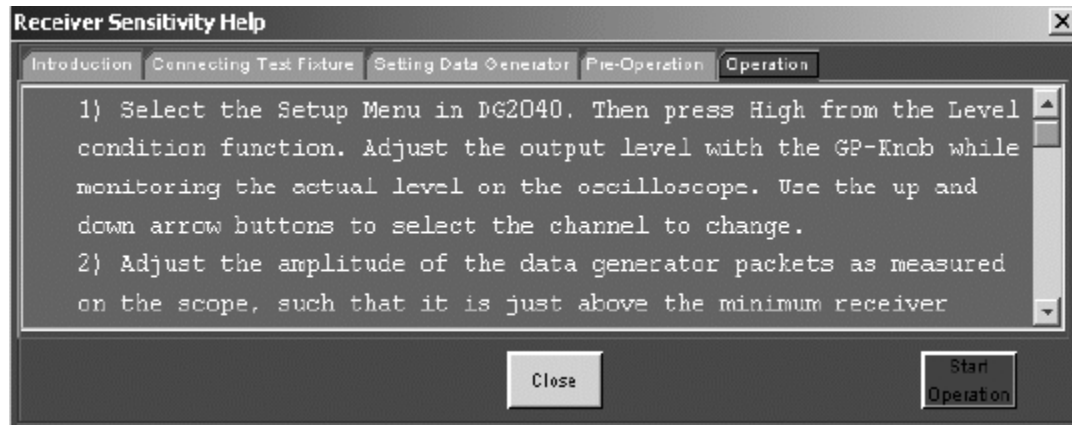 Receiver Sensitivity Help
Introduction Connecting Test Fixture Setting Data Generator Pre-Operation Operation
1) Select the Setup Menu in DG2040. Then press High from the Level
condition function. Adjust the output level with the GP-Knob while
monitoring the actual level on the oscilloscope. Use the up and
down arrow buttons to select the channel to change.
2) Adjust the amplitude of the data generator packets as measured
on the scope, such that it is just above the minimum receiver
Close
Start
Operation